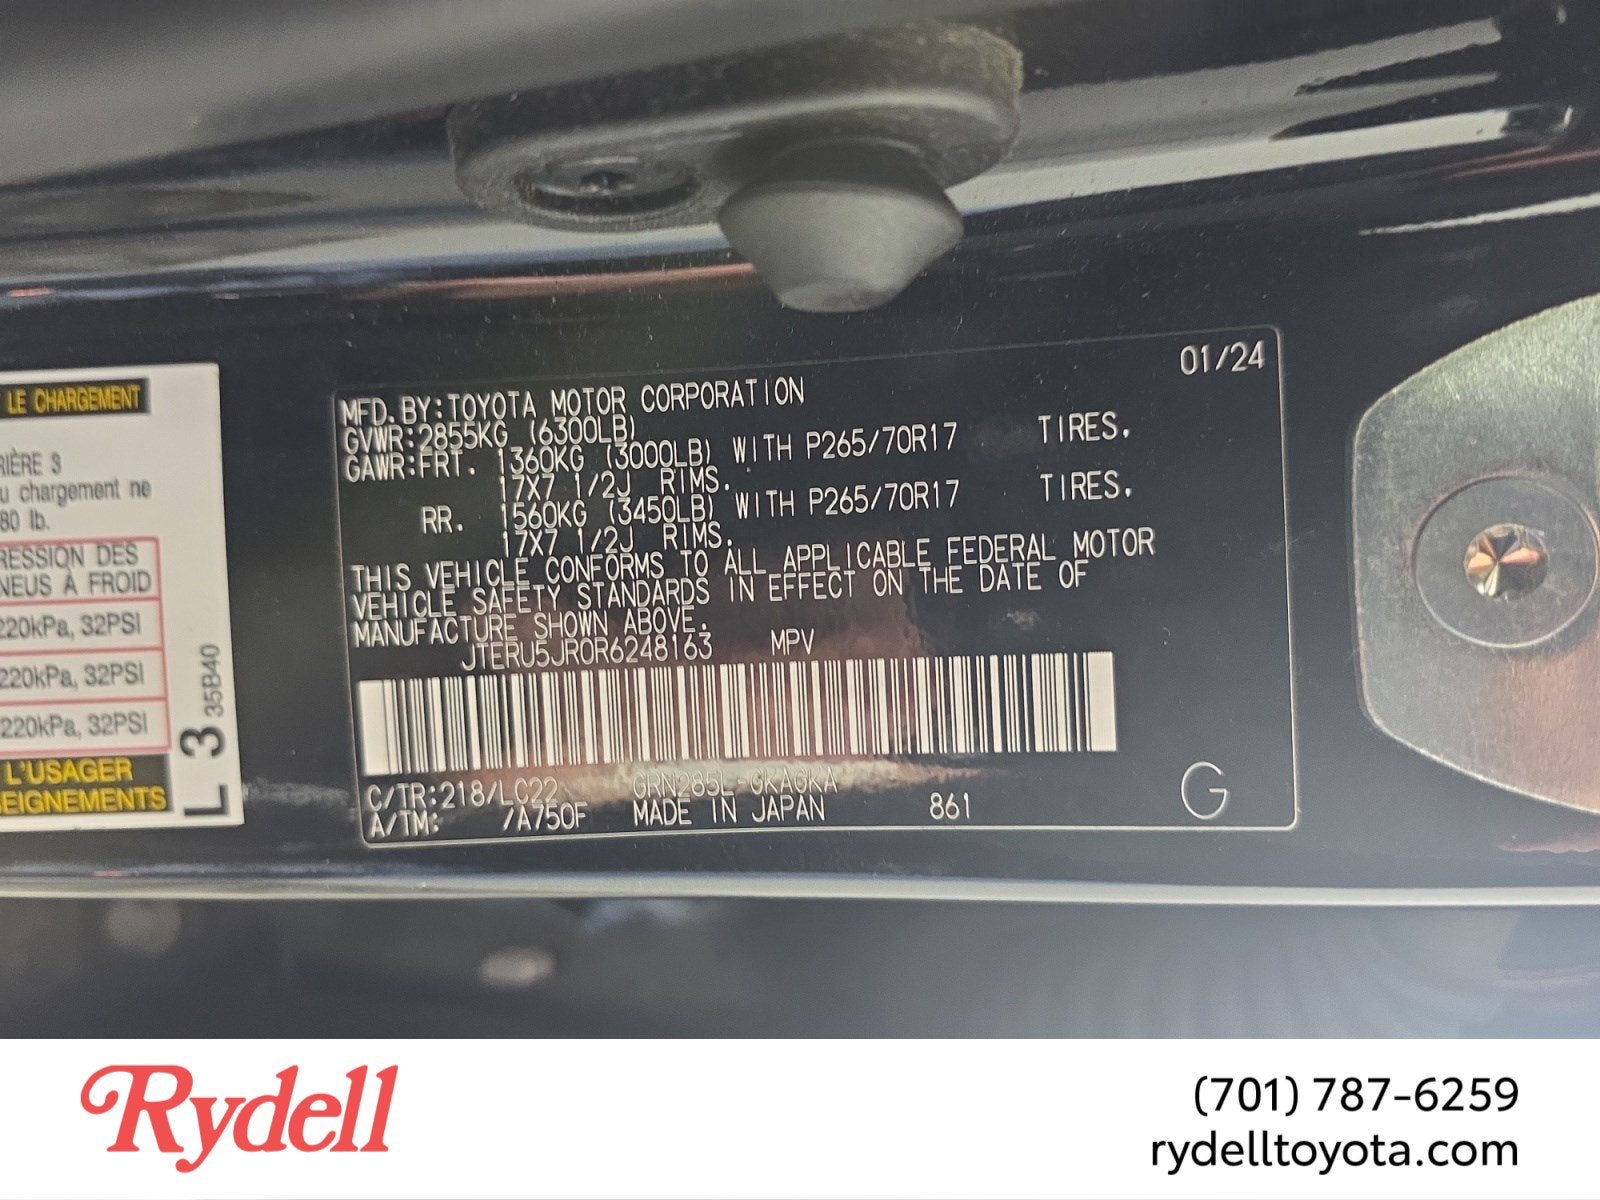 LE CHARGEMENT
RIÈRE 3
u chargement ne
80 lb.
RESSION DES
NEUS À FROID
220kPa, 32PSI
220kPa, 32PSI
220kPa, 32PSI
L'USAGER
SEIGNEMENTS
L 3 35B40
01/24
MFD.BY:TOYOTA MOTOR CORPORATION
GVWR:2855KG (6300LB)
GAWR:FRT. 1360KG (3000LB) WITH P265/70R17 TIRES.
17X7 1/2J RIMS.
RR. 1560KG (3450LB) WITH P265/70R17 TIRES.
17X7 1/2J RIMS.
THIS VEHICLE CONFORMS TO ALL APPLICABLE FEDERAL MOTOR
VEHICLE SAFETY STANDARDS IN EFFECT ON THE DATE OF
MANUFACTURE SHOWN ABOVE.
JTERU5JR0R6248163 MPV
C/TR:218/LC22 GRN285L-GKAGKA
A/TM: /A750F MADE IN JAPAN 861
G
Rydell
(701) 787-6259
rydelltoyota.com